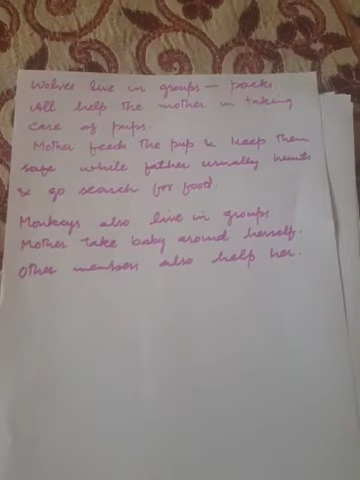 Wolves live in groups — packs.
All help the mother in taking
care of pups.
Mother feeds the pup & keep them
safe while father usually hunts
& go search for food.
Monkeys also live in groups
Mother take baby around herself.
Other members also help her.